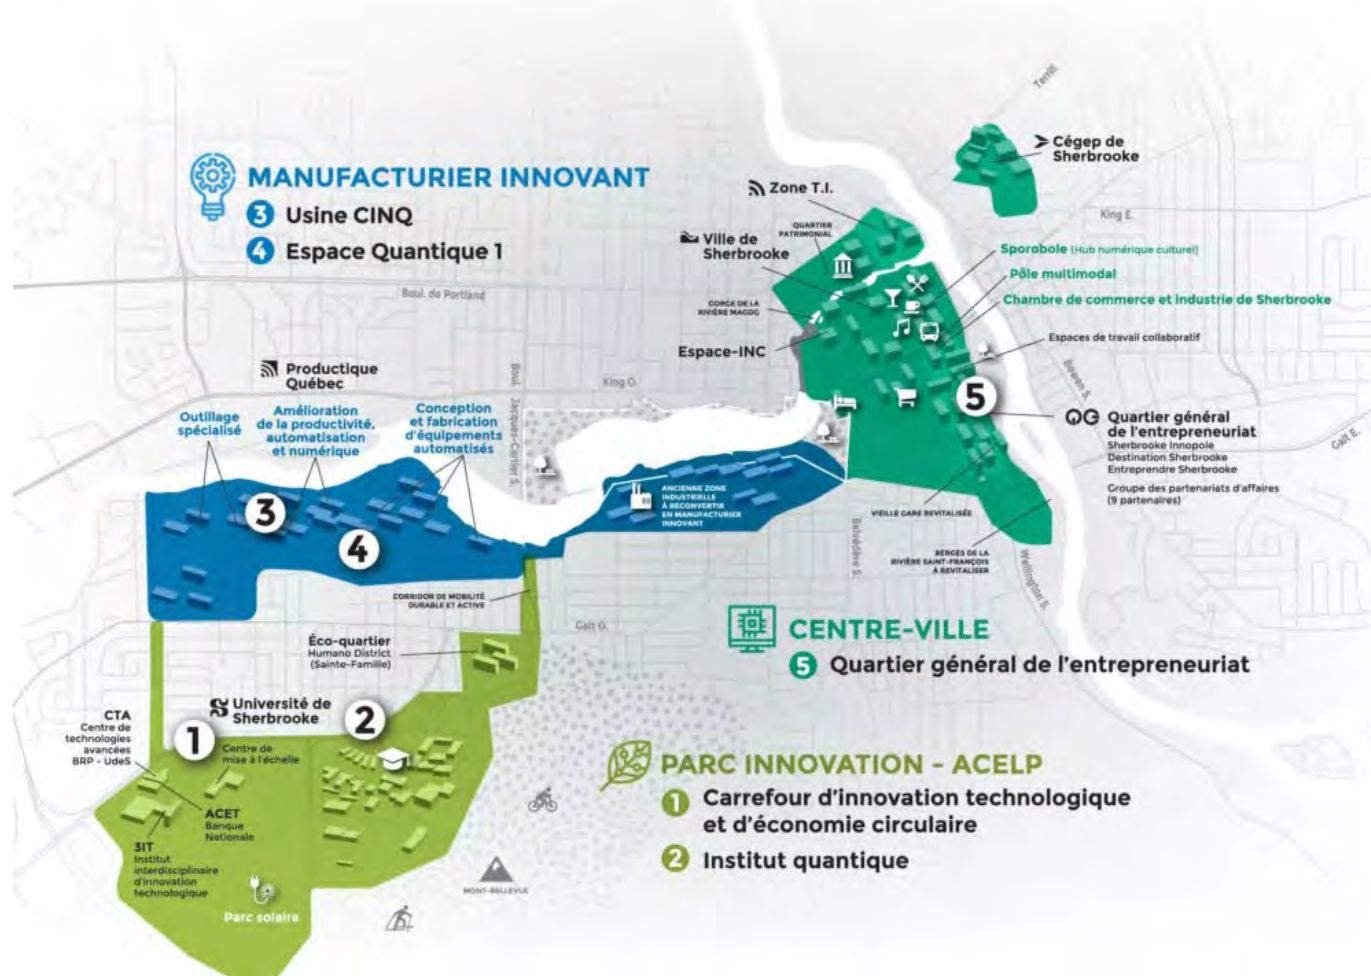 MANUFACTURIER INNOVANT
3 Usine CINQ
4 Espace Quantique 1
Boul. de Portland
Productique
Québec
King O.
Boul. Jacques-Cartier S.
Outillage
spécialisé
Amélioration
de la productivité,
automatisation
et numérique
Conception
et fabrication
d'équipements
automatisés
3
4
ANCIENNE ZONE
INDUSTRIELLE
À RECONVERTIR
EN MANUFACTURIER
INNOVANT
CORRIDOR DE MOBILITÉ
DURABLE ET ACTIVE
Terrill
Cégep de
Sherbrooke
King E.
Zone T.I.
QUARTIER
PATRIMONIAL
Ville de
Sherbrooke
GORGE DE LA
RIVIÈRE MAGOG
Espace-INC
Sporobole (Hub numérique culturel)
Pôle multimodal
Chambre de commerce et industrie de Sherbrooke
Espaces de travail collaboratif
Bowen S.
5
QG Quartier général
de l'entrepreneuriat
Sherbrooke Innopole
Destination Sherbrooke
Entreprendre Sherbrooke
Groupe des partenariats d'affaires
(9 partenaires)
Galt E.
VIEILLE GARE REVITALISÉE
BERGES DE LA
RIVIÈRE SAINT-FRANÇOIS
À REVITALISER
Belvédère S.
Wellington S.
Galt O.
CENTRE-VILLE
5 Quartier général de l'entrepreneuriat
Éco-quartier
Humano District
(Sainte-Famille)
Université de
Sherbrooke
1
2
CTA
Centre de
technologies
avancées
BRP - UdeS
Centre de
mise à l'échelle
ACET
Banque
Nationale
3IT
Institut
interdisciplinaire
d'innovation
technologique
Parc solaire
MONT-BELLEVUE
PARC INNOVATION - ACELP
1 Carrefour d'innovation technologique
et d'économie circulaire
2 Institut quantique